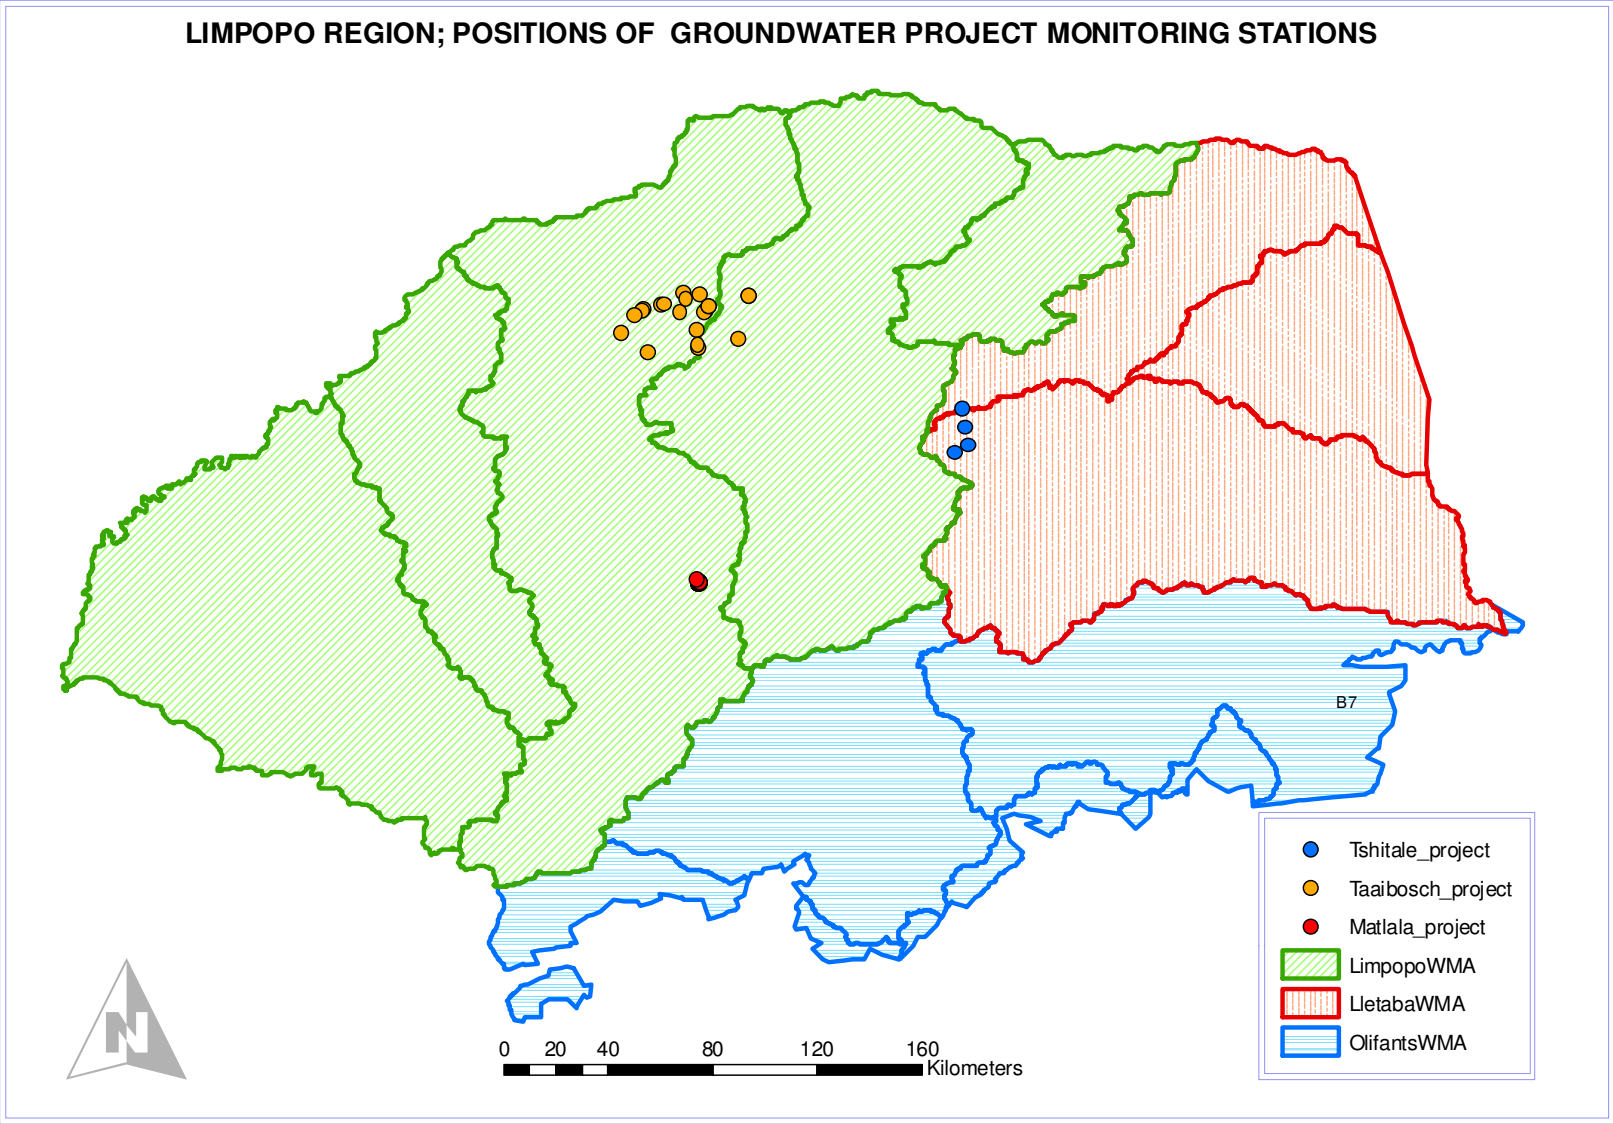 LIMPOPO REGION; POSITIONS OF GROUNDWATER PROJECT MONITORING STATIONS
B7
Tshitale_project
Taaibosch_project
Matlala_project
LimpopoWMA
LletabaWMA
OlifantsWMA
N
0 20 40 80 120 160
Kilometers